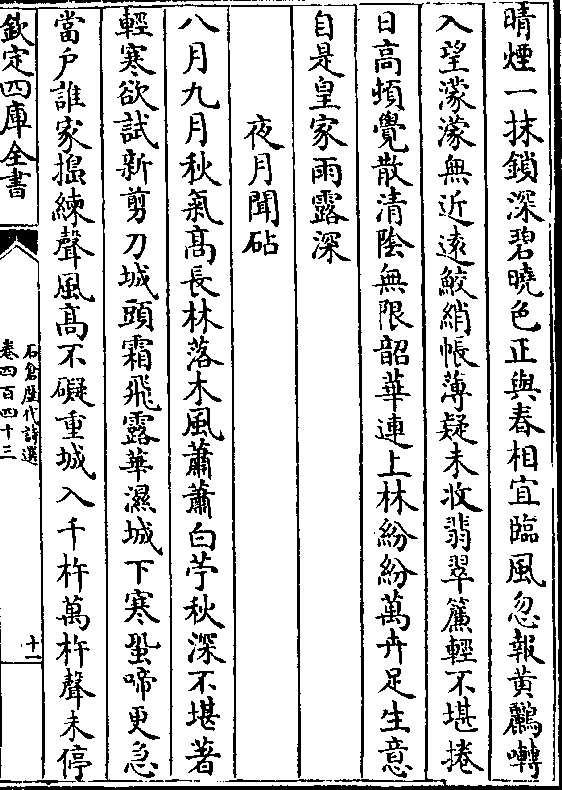 晴煙一抹鎖深碧曉色正與春相宜臨風忽報黄鸝囀
入望濛濛無近遠鮫綃帳薄疑未收翡翠簾輕不堪捲
日高頓覺散清陰無限韶華連上林紛紛萬卉足生意
自是皇家雨露深
夜月聞砧
八月九月秋氣髙長林落木風蕭蕭白苧秋深不堪著
輕寒欲試新剪刀城頭霜飛露華濕城下寒蛩啼更急
當户誰家搗練聲風髙不礙重城入千杵萬杵聲未停
欽定四庫全書
石倉歴代詩選
卷四百四十三
十一